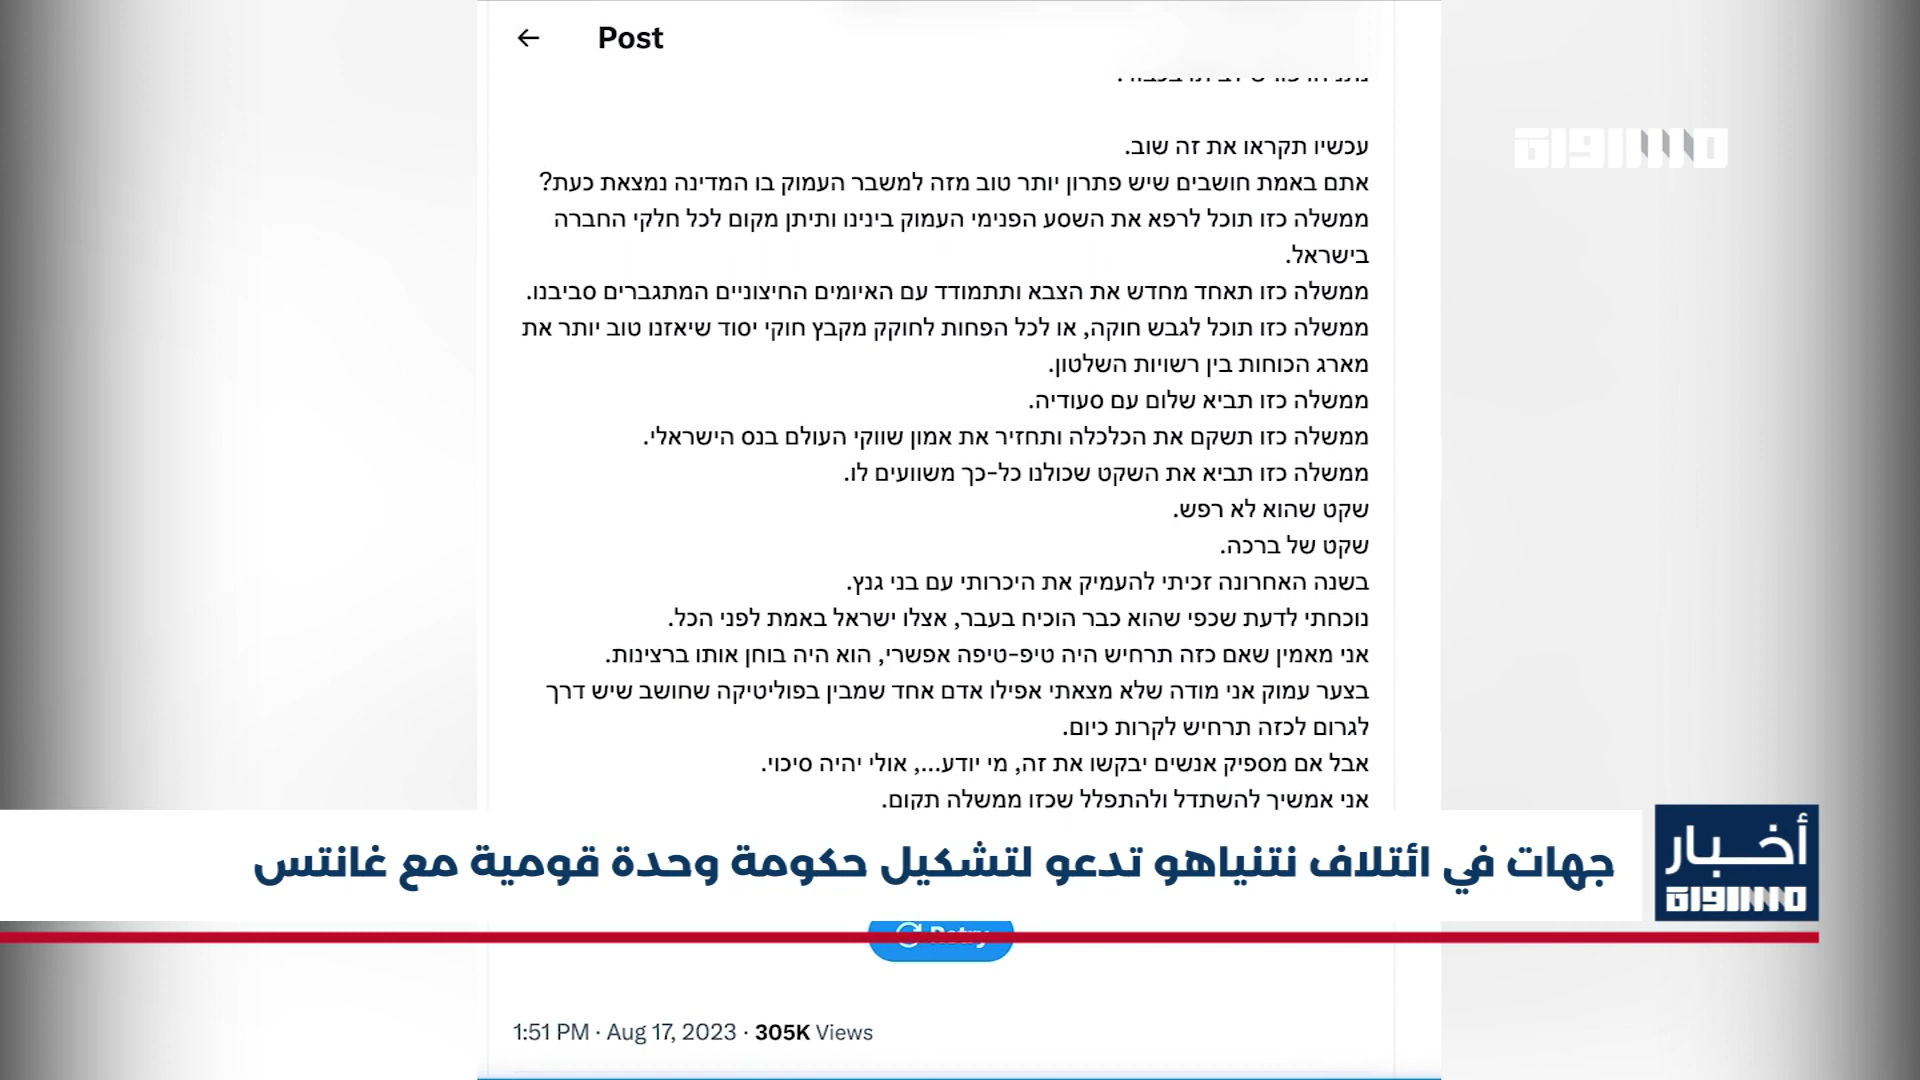 Post
עכשיו תקראו את זה שוב.
אתם באמת חושבים שיש פתרון יותר טוב מזה למשבר העמוק בו המדינה נמצאת כעת?
ממשלה כזו תוכל לרפא את השסע הפנימי העמוק בינינו ותיתן מקום לכל חלקי החברה
בישראל.
ממשלה כזו תאחד מחדש את הצבא ותתמודד עם האיומים החיצוניים המתגברים סביבנו.
ממשלה כזו תוכל לגבש חוקה, או לכל הפחות לחוקק מקבץ חוקי יסוד שיאזנו טוב יותר את
מארג הכוחות בין רשויות השלטון.
ממשלה כזו תביא שלום עם סעודיה.
ממשלה כזו תשקם את הכלכלה ותחזיר את אמון שווקי העולם בנס הישראלי.
ממשלה כזו תביא את השקט שכולנו כל-כך משוועים לו.
שקט שהוא לא רפש.
שקט של ברכה.
בשנה האחרונה זכיתי להעמיק את היכרותי עם בני גנץ.
נוכחתי לדעת שכפי שהוא כבר הוכיח בעבר, אצלו ישראל באמת לפני הכל.
אני מאמין שאם כזה תרחיש היה טיפ-טיפה אפשרי, הוא היה בוחן אותו ברצינות.
בצער עמוק אני מודה שלא מצאתי אפילו אדם אחד שמבין בפוליטיקה שחושב שיש דרך
לגרום לכזה תרחיש לקרות כיום.
אבל אם מספיק אנשים יבקשו את זה, מי יודע..., אולי יהיה סיכוי.
אני אמשיך להשתדל ולהתפלל שכזו ממשלה תקום.
مساواة
أخبار
مساواة
جهات في ائتلاف نتنياهو تدعو لتشكيل حكومة وحدة قومية مع غانتس
Retry
1:51 PM · Aug 17, 2023 · 305K Views